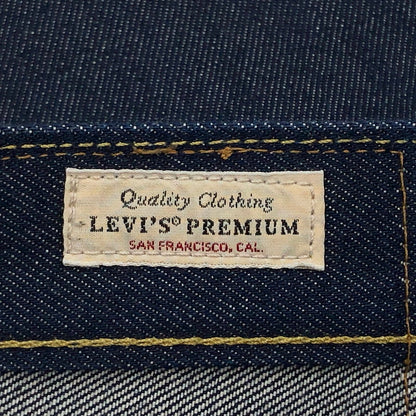 Quality Clothing
LEVI'S® PREMIUM
SAN FRANCISCO, CAL.